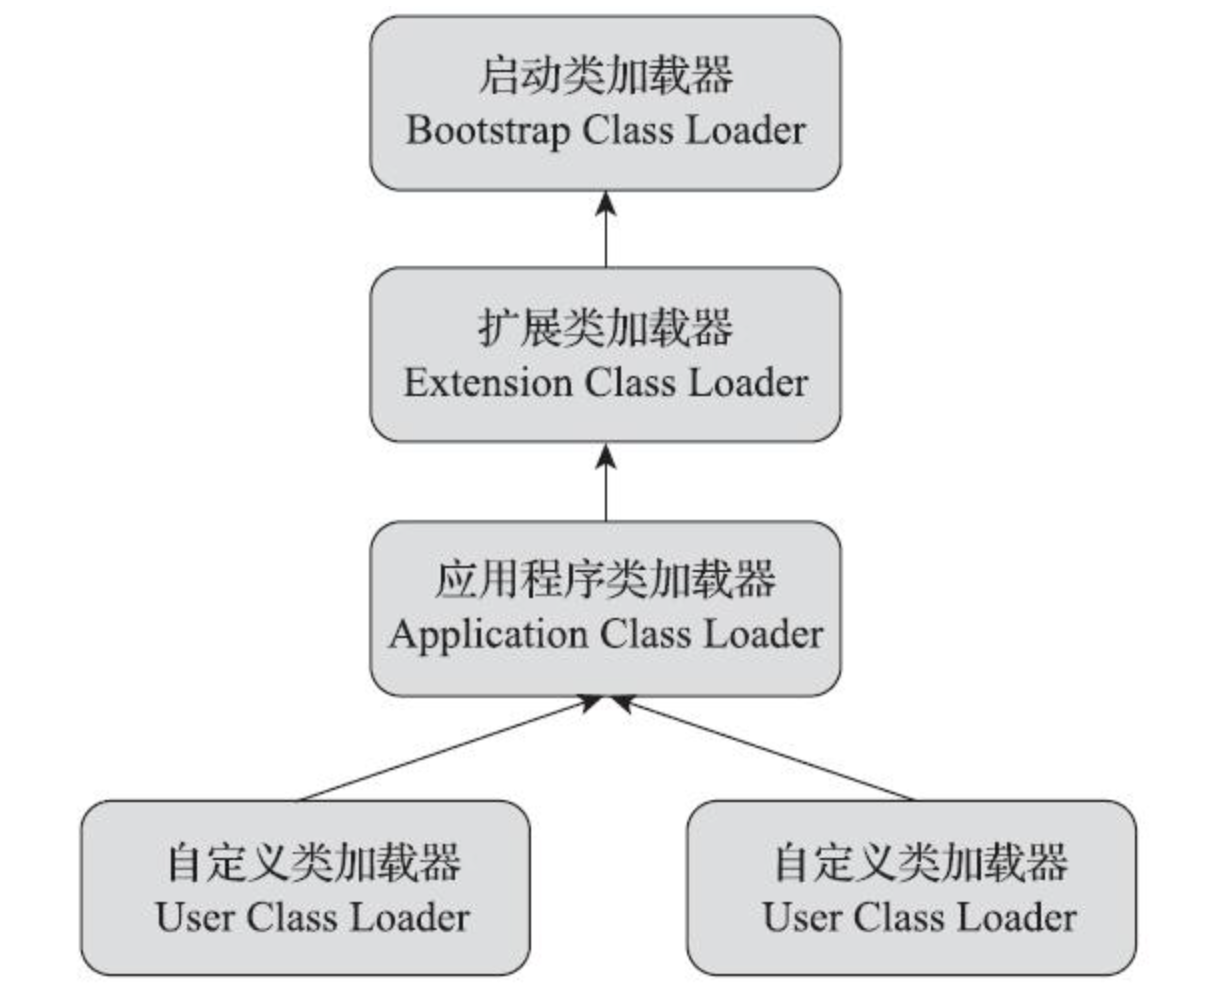 启动类加载器
Bootstrap Class Loader
扩展类加载器
Extension Class Loader
应用程序类加载器
Application Class Loader
自定义类加载器
User Class Loader
自定义类加载器
User Class Loader